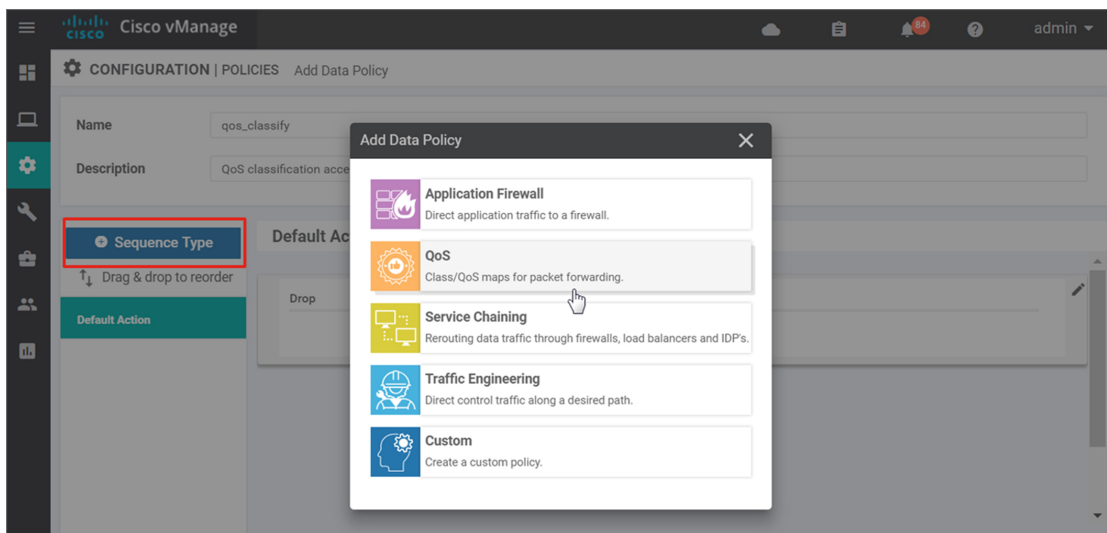 cisco Cisco vManage 84 admin
CONFIGURATION | POLICIES Add Data Policy
Name qos_classify
Description QoS classification acce
Add Data Policy
Application Firewall
Direct application traffic to a firewall.
QoS
Class/QoS maps for packet forwarding.
Service Chaining
Rerouting data traffic through firewalls, load balancers and IDP's.
Traffic Engineering
Direct control traffic along a desired path.
Custom
Create a custom policy.
Sequence Type
Drag & drop to reorder
Default Action
Default Ac
Drop